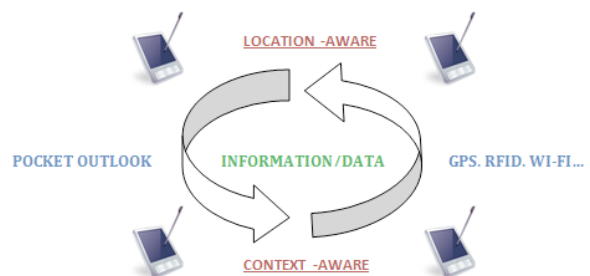 LOCATION -AWARE
POCKET OUTLOOK
INFORMATION/DATA
GPS. RFID. WI-FI...
CONTEXT -AWARE